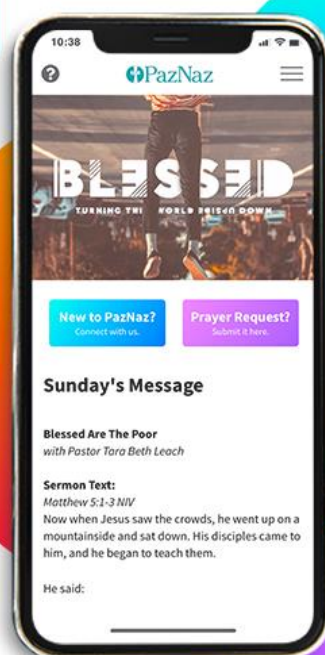 10:38
PazNaz
BLESSED
TURNING THE WORLD UPSIDE DOWN
New to PazNaz?
Connect with us.
Prayer Request?
Submit it here.
Sunday's Message
Blessed Are The Poor
with Pastor Tara Beth Leach
Sermon Text:
Matthew 5:1-3 NIV
Now when Jesus saw the crowds, he went up on a
mountainside and sat down. His disciples came to
him, and he began to teach them.
He said: